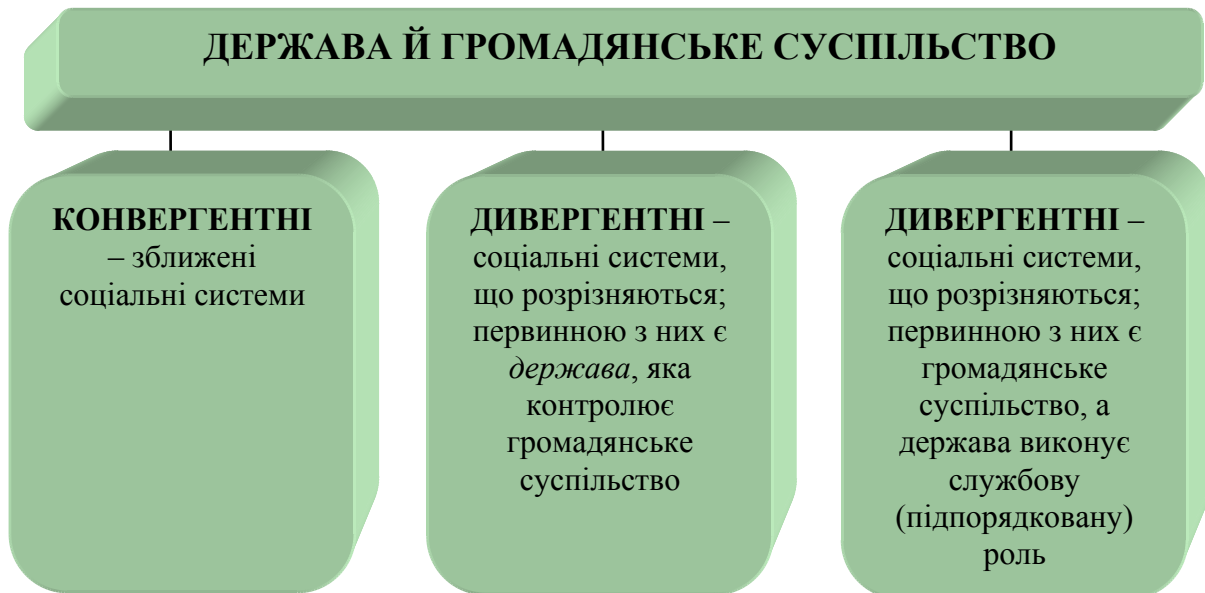 ДЕРЖАВА Й ГРОМАДЯНСЬКЕ СУСПІЛЬСТВО
КОНВЕРГЕНТНІ
– зближені
соціальні системи
ДИВЕРГЕНТНІ –
соціальні системи,
що розрізняються;
первинною з них є
держава, яка
контролює
громадянське
суспільство
ДИВЕРГЕНТНІ –
соціальні системи,
що розрізняються;
первинною з них є
громадянське
суспільство, а
держава виконує
службову
(підпорядковану)
роль